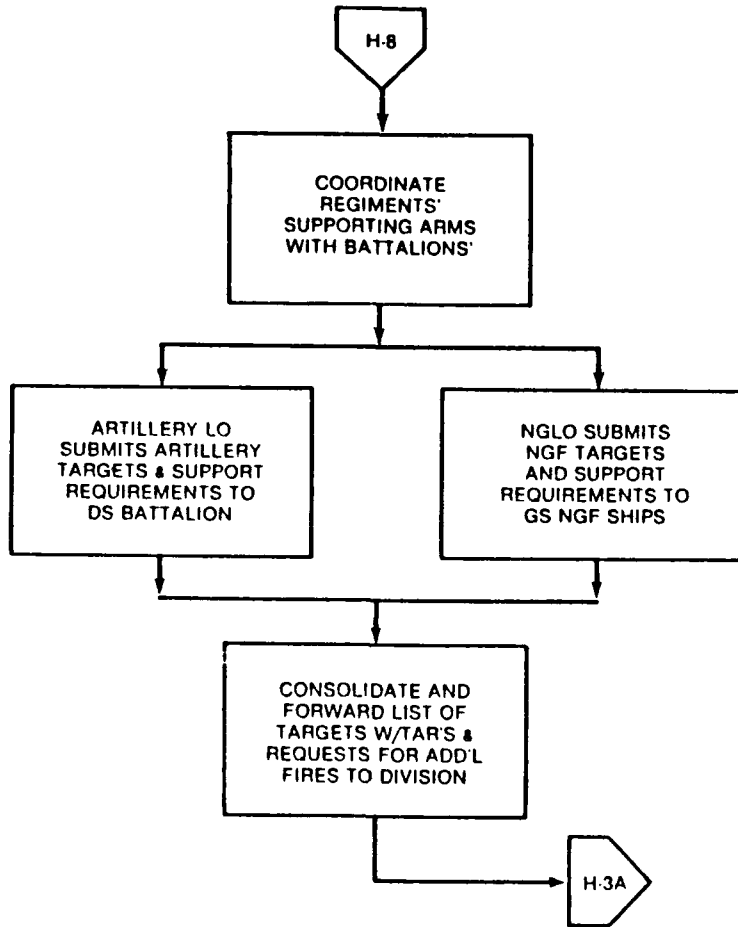 H-8
COORDINATE
REGIMENTS'
SUPPORTING ARMS
WITH BATTALIONS'
ARTILLERY LO
SUBMITS ARTILLERY
TARGETS & SUPPORT
REQUIREMENTS TO
DS BATTALION
NGLO SUBMITS
NGF TARGETS
AND SUPPORT
REQUIREMENTS TO
GS NGF SHIPS
CONSOLIDATE AND
FORWARD LIST OF
TARGETS W/TAR'S &
REQUESTS FOR ADD'L
FIRES TO DIVISION
H-3A